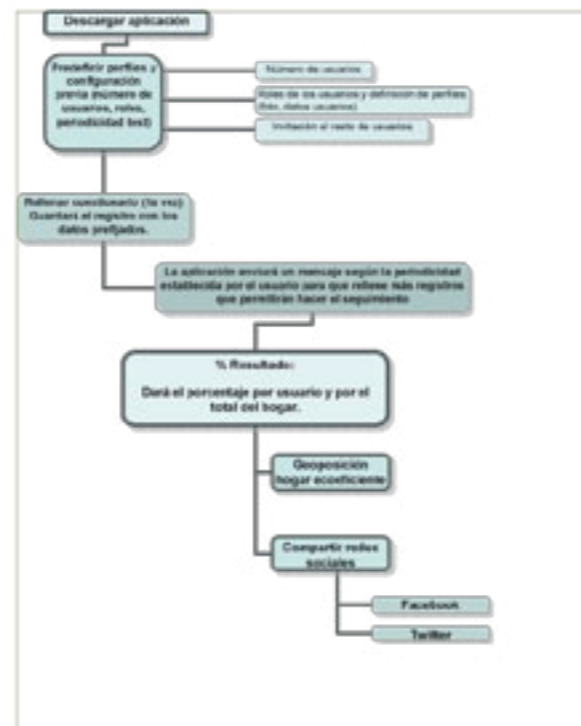 Descargar aplicación
Predefinir perfiles y
configuración
previa (número de
usuarios, roles,
periodicidad test)
Número de usuarios
Roles de los usuarios y definición de perfiles
datos usuarios)
Invitación al resto de usuarios
Rellenar cuestionario (1a vez)
Guardará el registro con los
datos prefijados.
La aplicación enviará un mensaje según la periodicidad
establecida por el usuario para que rellene más registros
que permitirán hacer el seguimiento
% Resultado:
Dará el porcentaje por usuario y por el
total del hogar.
Geoposición
hogar ecoeficiente
Compartir redes
sociales
Facebook
Twitter